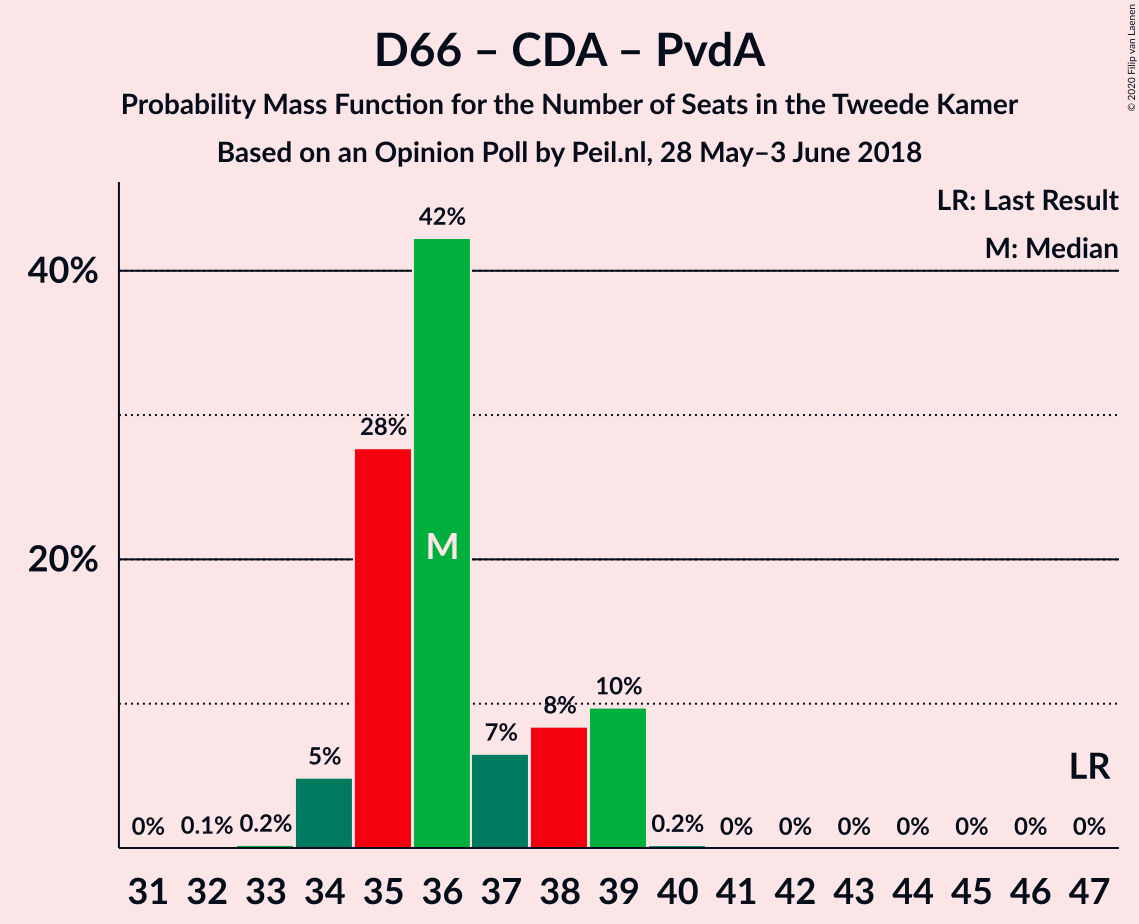 D66 – CDA – PvdA
Probability Mass Function for the Number of Seats in the Tweede Kamer
Based on an Opinion Poll by Peil.nl, 28 May–3 June 2018
© 2020 Filip van Laenen
LR: Last Result
M: Median
40%
20%
0% 0.1% 0.2% 5% 28% 42% 7% 8% 10% 0.2% 0% 0% 0% 0% 0% 0% 0%
M
LR
31 32 33 34 35 36 37 38 39 40 41 42 43 44 45 46 47